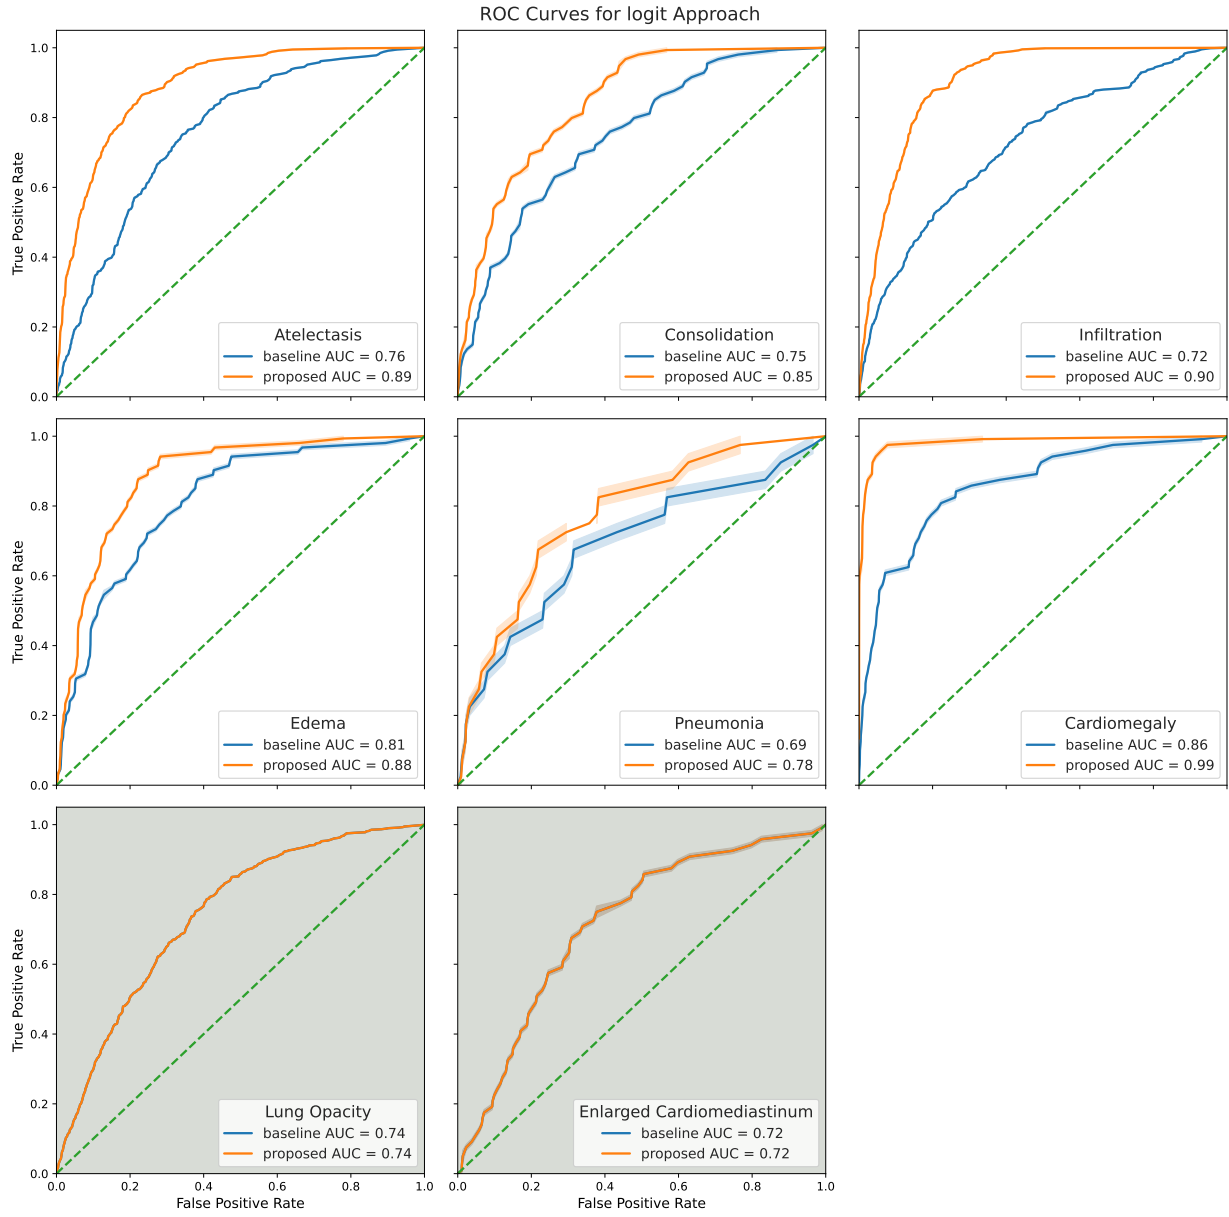 ROC Curves for logit Approach
True Positive Rate
1.0
0.8
0.6
0.4
0.2
0.0
Atelectasis
baseline AUC = 0.76
proposed AUC = 0.89
Consolidation
baseline AUC = 0.75
proposed AUC = 0.85
Infiltration
baseline AUC = 0.72
proposed AUC = 0.90
True Positive Rate
1.0
0.8
0.6
0.4
0.2
0.0
Edema
baseline AUC = 0.81
proposed AUC = 0.88
Pneumonia
baseline AUC = 0.69
proposed AUC = 0.78
Cardiomegaly
baseline AUC = 0.86
proposed AUC = 0.99
True Positive Rate
1.0
0.8
0.6
0.4
0.2
0.0
Lung Opacity
baseline AUC = 0.74
proposed AUC = 0.74
0.0 0.2 0.4 0.6 0.8 1.0
False Positive Rate
Enlarged Cardiomediastinum
baseline AUC = 0.72
proposed AUC = 0.72
0.0 0.2 0.4 0.6 0.8 1.0
False Positive Rate